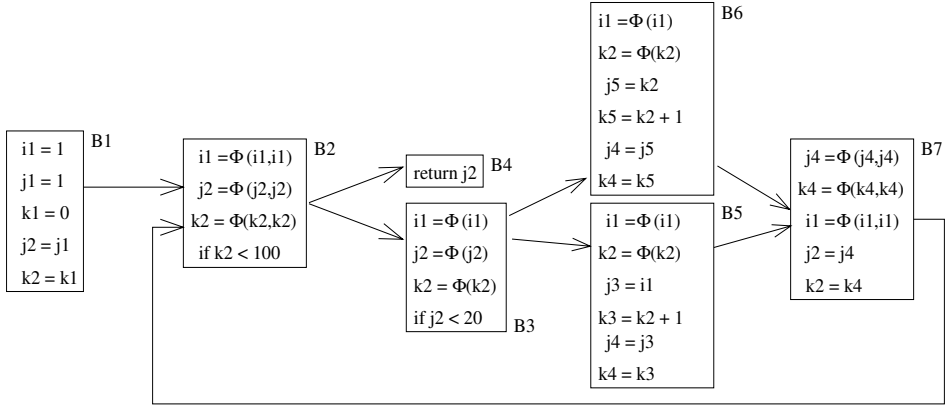 B1
i1 = 1
j1 = 1
k1 = 0
j2 = j1
k2 = k1
B2
i1 =Φ (i1,i1)
j2 =Φ (j2,j2)
k2 = Φ(k2,k2)
if k2 < 100
B4
return j2
i1 =Φ (i1)
j2 =Φ (j2)
k2 = Φ(k2)
if j2 < 20
B3
B6
i1 =Φ (i1)
k2 = Φ(k2)
j5 = k2
k5 = k2 + 1
j4 = j5
k4 = k5
B5
i1 =Φ (i1)
k2 = Φ(k2)
j3 = i1
k3 = k2 + 1
j4 = j3
k4 = k3
B7
j4 =Φ (j4,j4)
k4 = Φ(k4,k4)
i1 =Φ (i1,i1)
j2 = j4
k2 = k4